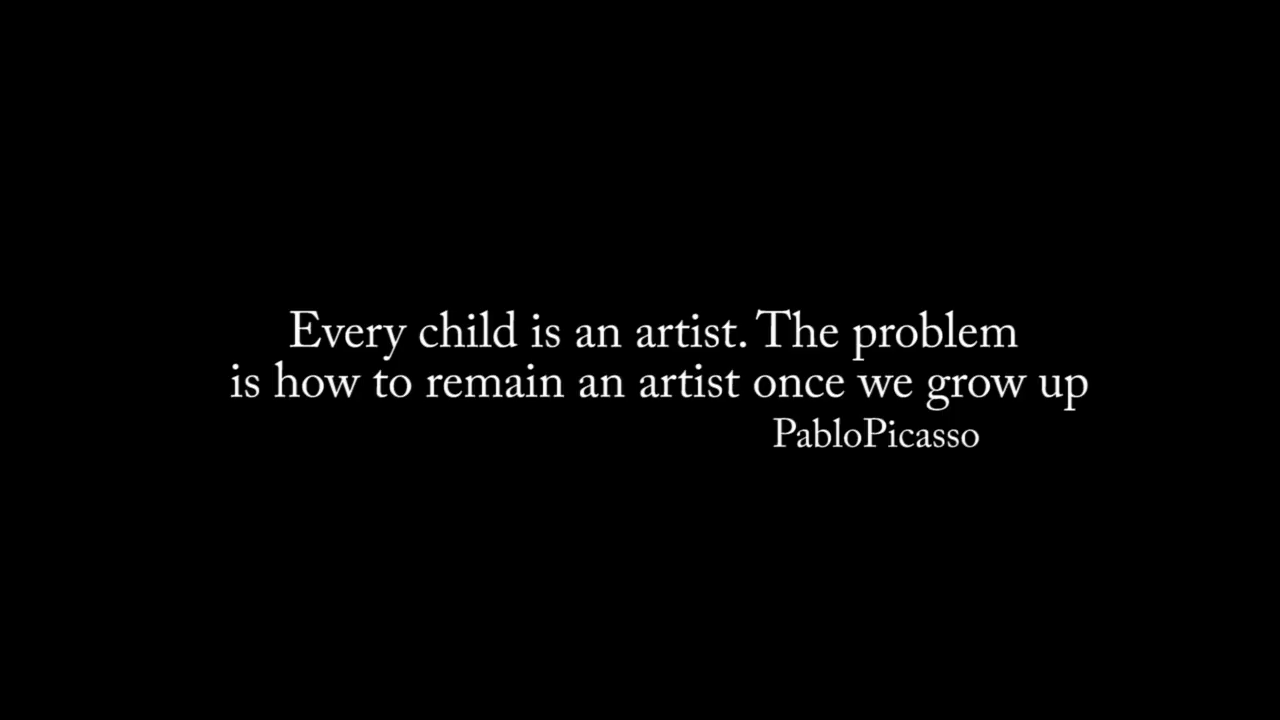 Every child is an artist. The problem
is how to remain an artist once we grow up
PabloPicasso